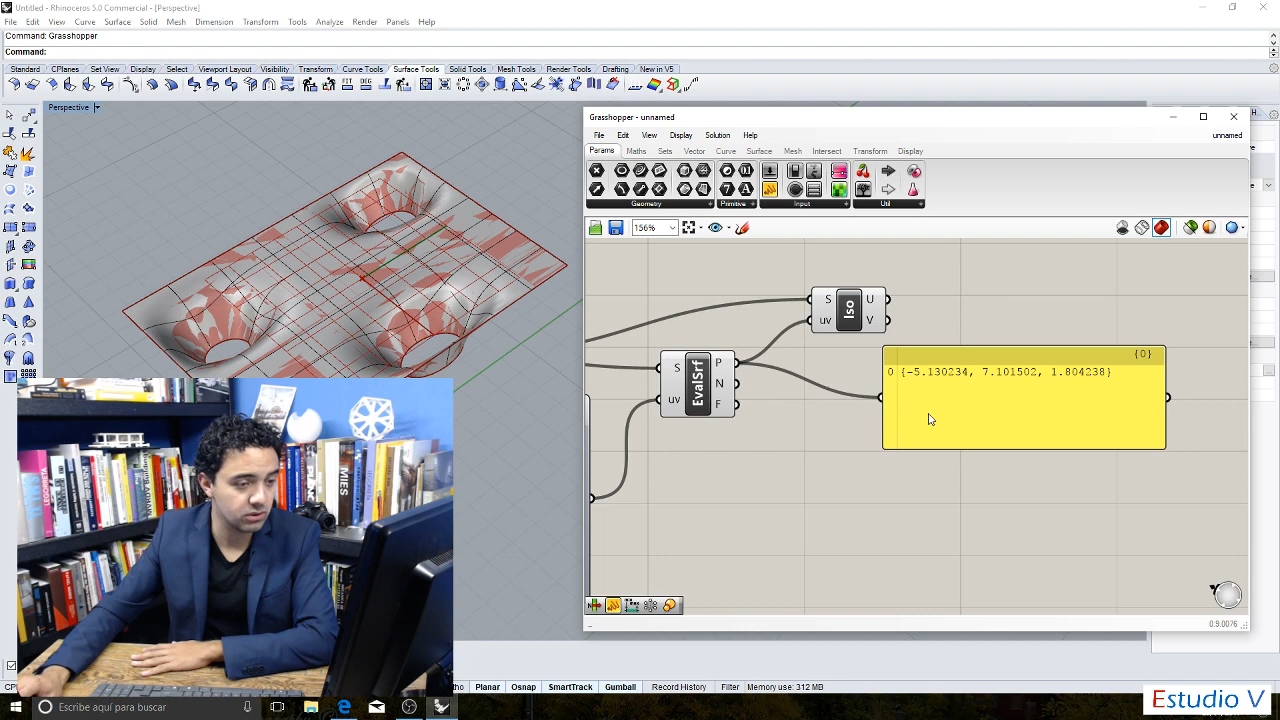 Untitled - Rhinoceros 5.0 Commercial - [Perspective]
File Edit View Curve Surface Solid Mesh Dimension Transform Tools Analyze Render Panels Help
Command: Grasshopper
Command:
Standard CPlanes Set View Display Select Viewport Layout Visibility Transform Curve Tools Surface Tools Solid Tools Mesh Tools Render Tools Drafting New in V5
Perspective
Grasshopper - unnamed
File Edit View Display Solution Help unnamed
Params Maths Sets Vector Curve Surface Mesh Intersect Transform Display
Geometry Primitive Input Util
156%
S uv Iso U V
S uv EvalSrf P N F
{0}
0 {-5.130234, 7.101502, 1.804238}
0.9.0076
MIES
Planar Osnap SmartTrack Gumball Record History Filter Memory use: 312 MB
Escribe aquí para buscar
Estudio V